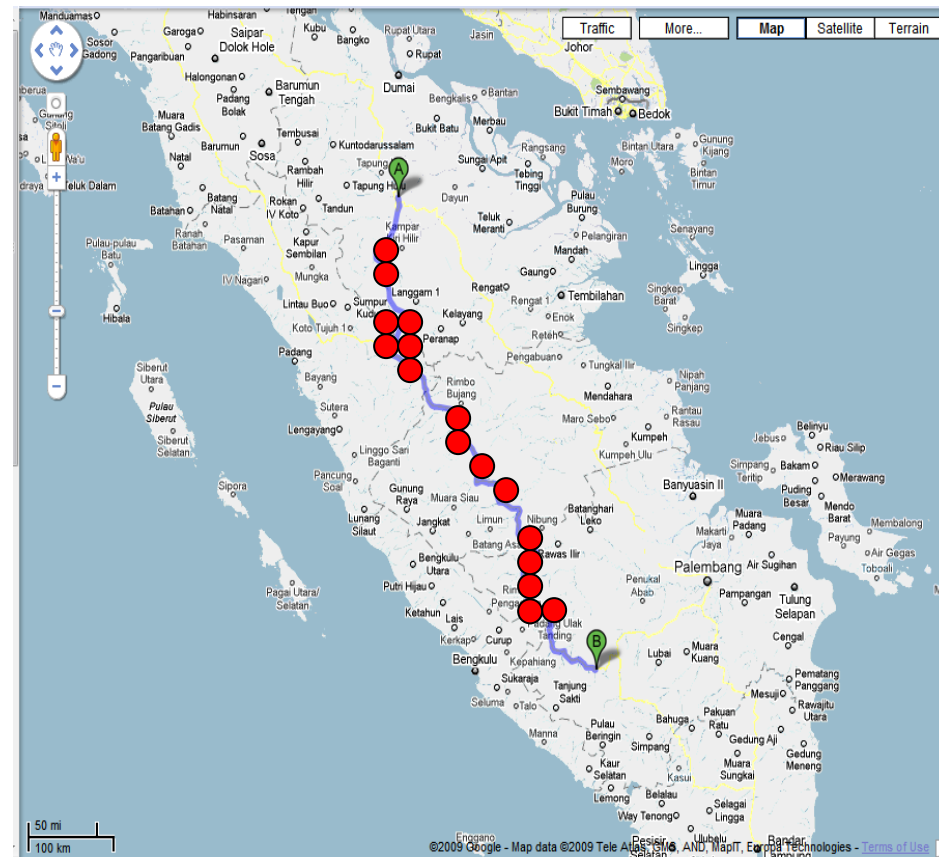 Manduamas
Habinsaran
Tengah
Kubu
Bangko
Rupat Utara
Jasin
Traffic
More...
Map
Satellite
Terrain
Sosor
Gadong
Garoga
Saipar
Dolok Hole
Pangaribuan
Rupat
Johor
Halongonan
Barumun
Tengah
Dumai
Bengkalis
Bantan
Sembawang
Padang
Bolak
Bukit Timah
Bedok
Gunung
Sitoli
Muara
Batang Gadis
Barumun
Tembusai
Bukit Batu
Merbau
Sosa
Kuntodarussalam
Rangsang
Bintan Utara
Gunung
Kijang
Natal
Rambah
Hilir
Tapung
A
Sungai Apit
Moro
Bintan
Timur
Teluk Dalam
Tapung Hulu
Tebing
Tinggi
Batahan
Batang
Natal
Rokan
IV Koto
Tandun
Dayun
Pulau
Burung
Teluk
Meranti
Ranah
Batahan
Pasaman
Kapur
Sembilan
Kampar
Kiri Hilir
Pelangiran
Senayang
Pulau-pulau
Batu
Mandah
Mungka
Gaung
Lingga
IV Nagari
Langgam 1
Rengat
Singkep
Barat
Hibala
Lintau Buo
Sumpur
Rengat 1
Tembilahan
Koto Tujuh 1
Kelayang
Enok
Singkep
Peranap
Reteh
Padang
Pengabuan
Siberut
Utara
Bayang
Tungkal Ilir
Nipah
Panjang
Rimbo
Bujang
Mendahara
Pulau
Siberut
Sutera
Rantau
Rasau
Lengayang
Maro Sebo
Kumpeh
Belinyu
Siberut
Selatan
Jebus
Riau Silip
Linggo Sari
Baganti
Kumpeh Ulu
Simpang
Teritip
Bakam
Merawang
Sipora
Pancung
Soal
Gunung
Raya
Banyuasin II
Puding
Besar
Muara Siau
Mendo
Barat
Lunang
Silaut
Jangkat
Limun
Nibung
Batanghari
Leko
Muara
Padang
Membalong
Makarti
Jaya
Payung
Batang Asai
Rawas Ilir
Air Gegas
Bengkulu
Utara
Palembang
Air Sugihan
Toboali
Pagai Utara/
Selatan
Putri Hijau
Penukal
Abab
Pampangan
Tulung
Selapan
Ketahun
Lais
Padang Ulak
Tanding
B
Cengal
Kerkap
Curup
Bengkulu
Kepahiang
Lubai
Muara
Kuang
Sukaraja
Tanjung
Sakti
Pematang
Panggang
Seluma
Talo
Mesuji
Rawajitu
Utara
Pulau
Beringin
Bahuga
Pakuan
Ratu
Manna
Simpang
Gedung Aji
Kaur
Selatan
Kasui
Muara
Sungkai
Gedung
Meneng
Lemong
Belalau
Way Tenong
Selagai
Lingga
50 mi
100 km
Enggano
Pesisir
Selatan
Ulubelu
Bandar
Lampung
©2009 Google - Map data ©2009 Tele Atlas, GMS, AND, MapIT, Europa Technologies - Terms of Use